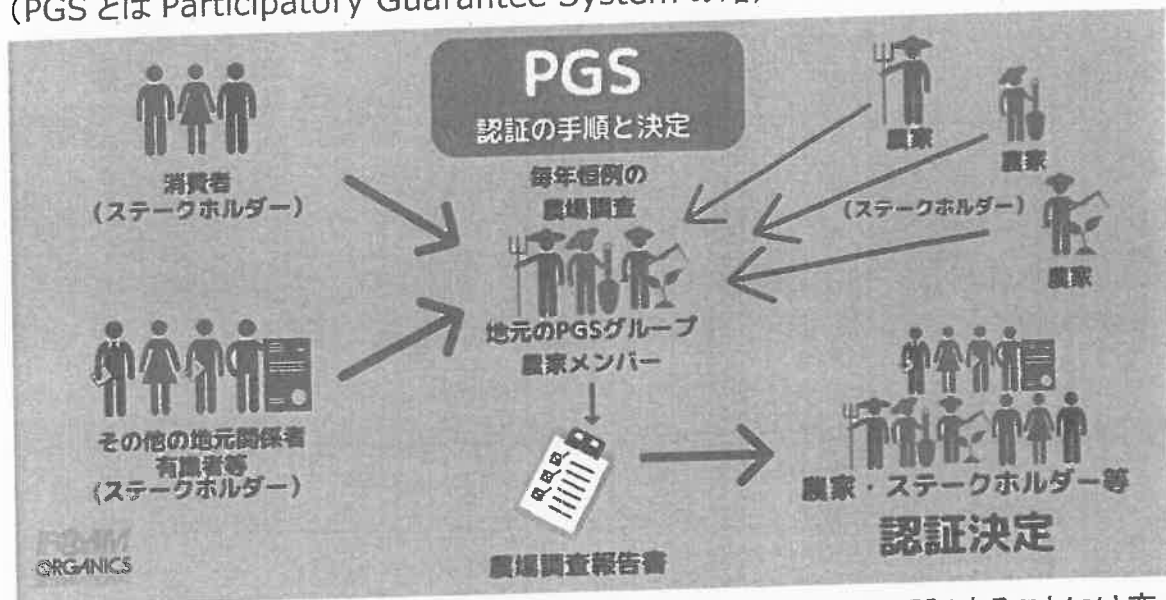 (PGS とは Participatory Guarantee System の略)
PGS
認証の手順と決定
消費者
(ステークホルダー)
毎年恒例の
農場調査
農家
農家
(ステークホルダー)
農家
地元のPGSグループ
農家メンバー
その他の地元関係者
有識者等
(ステークホルダー)
農家・ステークホルダー等
認証決定
農場調査報告書
IFOAM
ORGANICS